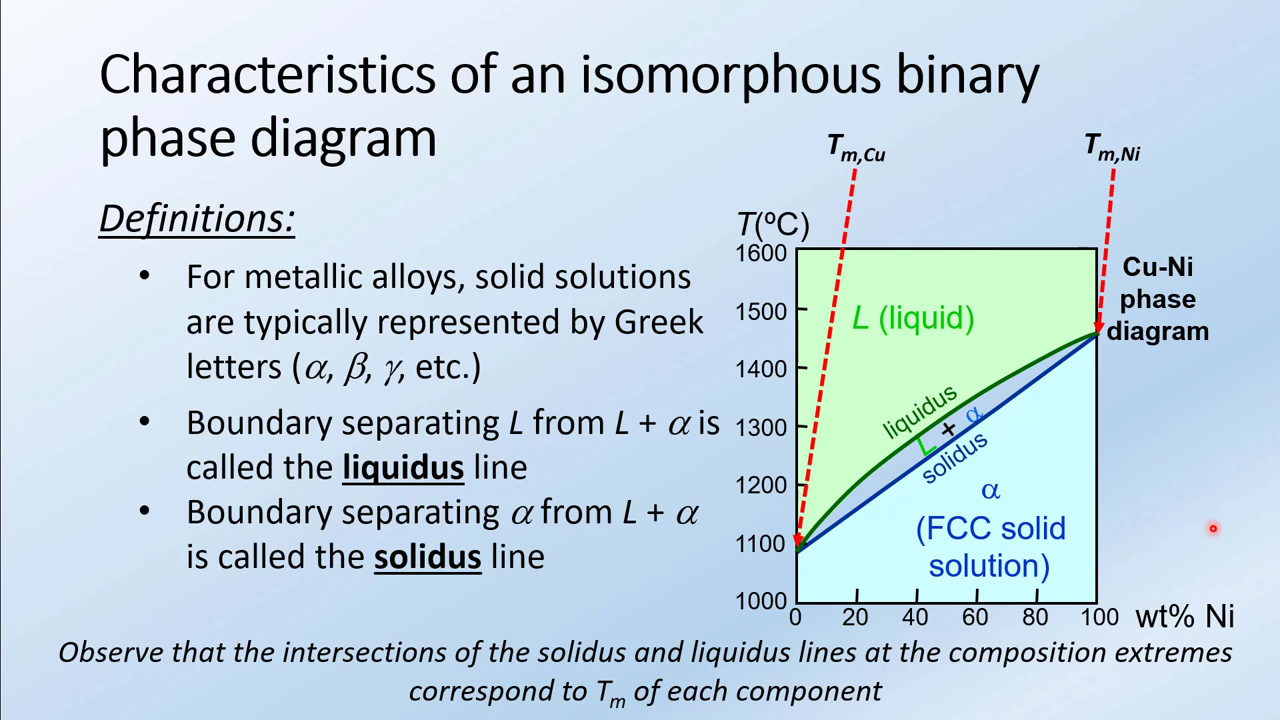 Characteristics of an isomorphous binary
phase diagram
Definitions:
• For metallic alloys, solid solutions
are typically represented by Greek
letters (α, β, γ, etc.)
• Boundary separating L from L + α is
called the liquidus line
• Boundary separating α from L + α
is called the solidus line
Tm,Cu
Tm,Ni
T(ºC)
1600
1500
1400
1300
1200
1100
1000
0 20 40 60 80 100 wt% Ni
L (liquid)
liquidus
L + α
solidus
α
(FCC solid
solution)
Cu-Ni
phase
diagram
Observe that the intersections of the solidus and liquidus lines at the composition extremes
correspond to Tm of each component